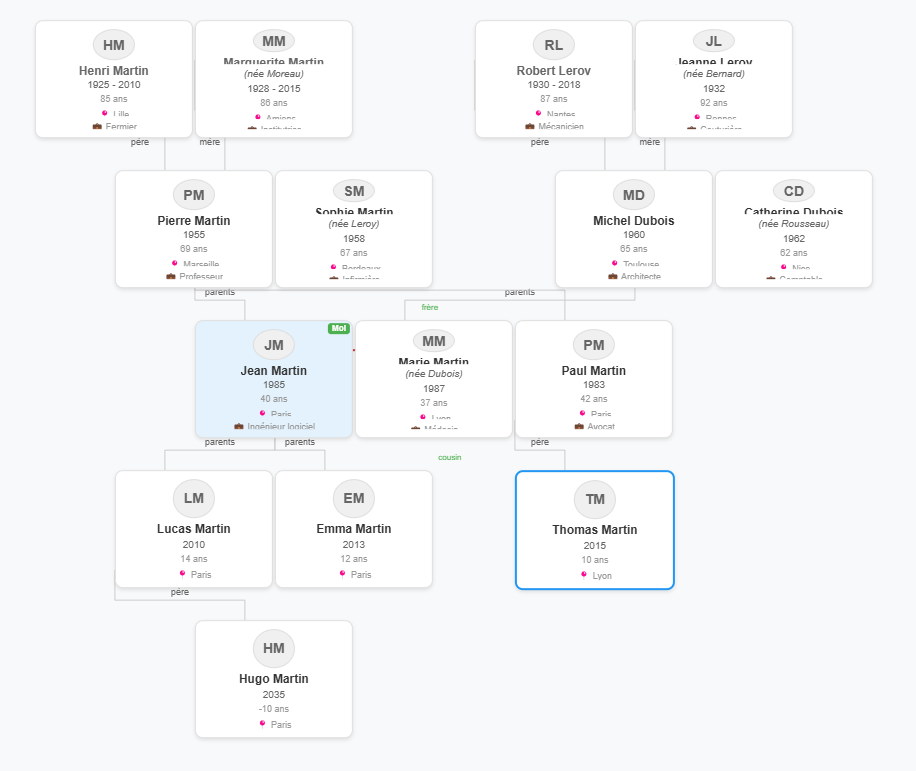 HM
Henri Martin
1925 - 2010
85 ans
Lille
Fermier
MM
Marguerite Martin
(née Moreau)
1928 - 2015
86 ans
Amiens
Institutrice
RL
Robert Leroy
1930 - 2018
87 ans
Nantes
Mécanicien
JL
Jeanne Leroy
(née Bernard)
1932
92 ans
Rennes
Couturière
père
mère
père
mère
PM
Pierre Martin
1955
69 ans
Marseille
Professeur
SM
Sophie Martin
(née Leroy)
1958
67 ans
Bordeaux
Infirmière
MD
Michel Dubois
1960
65 ans
Toulouse
Architecte
CD
Catherine Dubois
(née Rousseau)
1962
62 ans
Nice
Comptable
parents
parents
frère
Moi
JM
Jean Martin
1985
40 ans
Paris
Ingénieur logiciel
MM
Marie Martin
(née Dubois)
1987
37 ans
Lyon
Médecin
PM
Paul Martin
1983
42 ans
Paris
Avocat
parents
parents
père
cousin
LM
Lucas Martin
2010
14 ans
Paris
EM
Emma Martin
2013
12 ans
Paris
TM
Thomas Martin
2015
10 ans
Lyon
père
HM
Hugo Martin
2035
-10 ans
Paris